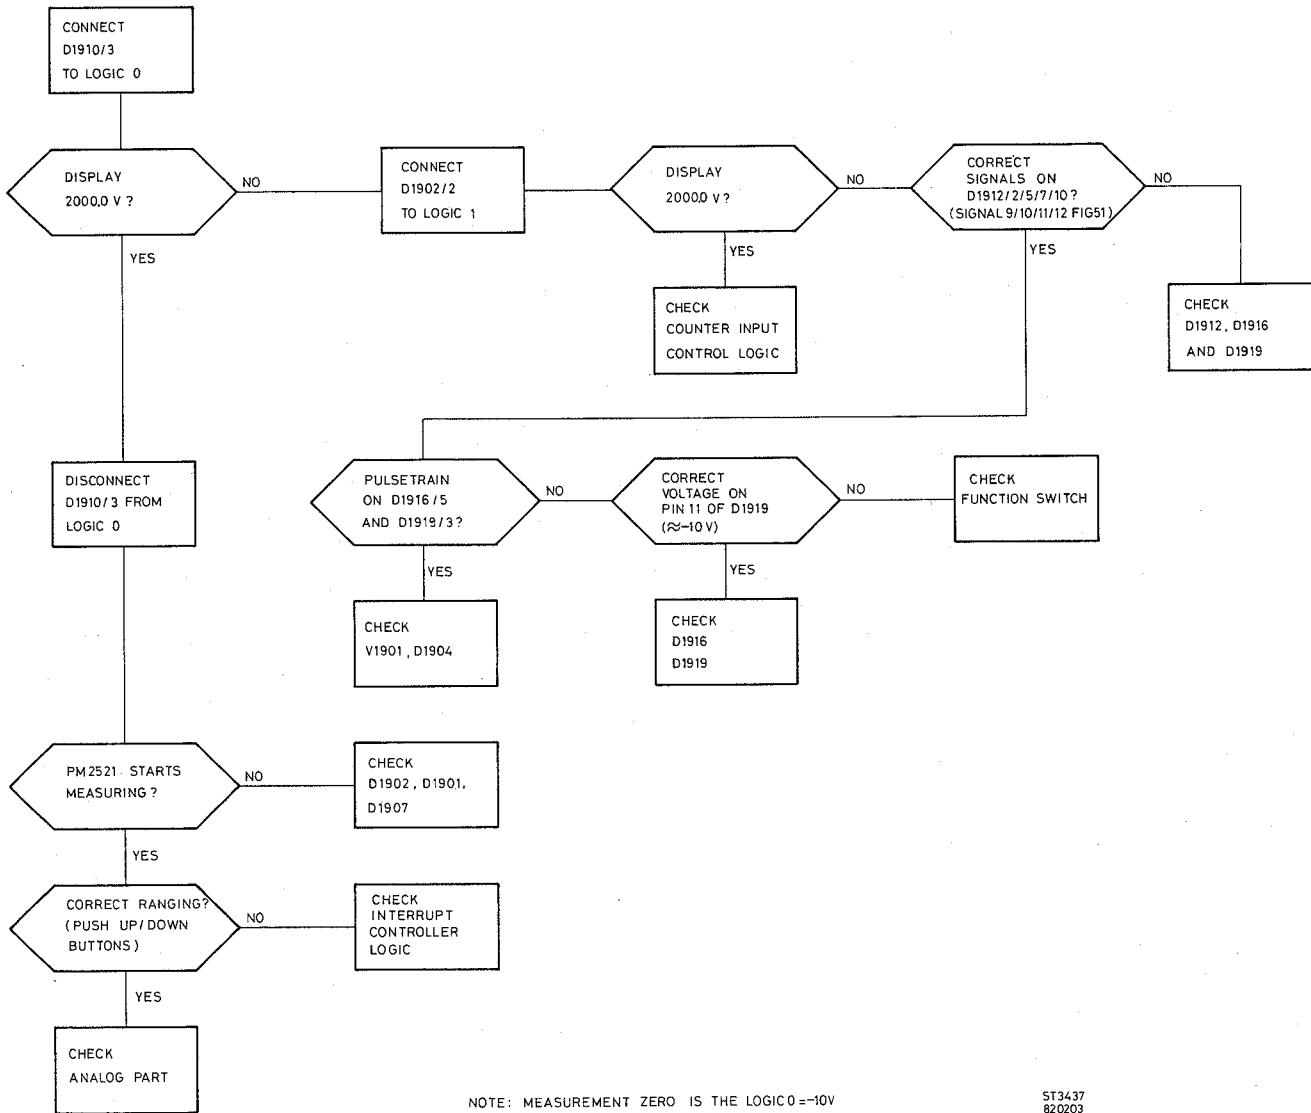 CONNECT
D1910/3
TO LOGIC 0
DISPLAY
2000.0 V ?
NO
CONNECT
D1902/2
TO LOGIC 1
DISPLAY
2000.0 V ?
NO
CORRECT
SIGNALS ON
D1912/2/5/7/10?
(SIGNAL 9/10/11/12 FIG51)
NO
YES
YES
YES
CHECK
COUNTER INPUT
CONTROL LOGIC
CHECK
D1912, D1916
AND D1919
DISCONNECT
D1910/3 FROM
LOGIC 0
PULSETRAIN
ON D1916/5
AND D1919/3?
NO
CORRECT
VOLTAGE ON
PIN 11 OF D1919
(≈-10 V)
NO
CHECK
FUNCTION SWITCH
YES
YES
CHECK
V1901, D1904
CHECK
D1916
D1919
PM2521 STARTS
MEASURING ?
NO
CHECK
D1902, D1901,
D1907
YES
CORRECT RANGING?
(PUSH UP/DOWN
BUTTONS)
NO
CHECK
INTERRUPT
CONTROLLER
LOGIC
YES
CHECK
ANALOG PART
NOTE: MEASUREMENT ZERO IS THE LOGIC 0 =-10V
ST3437
820203